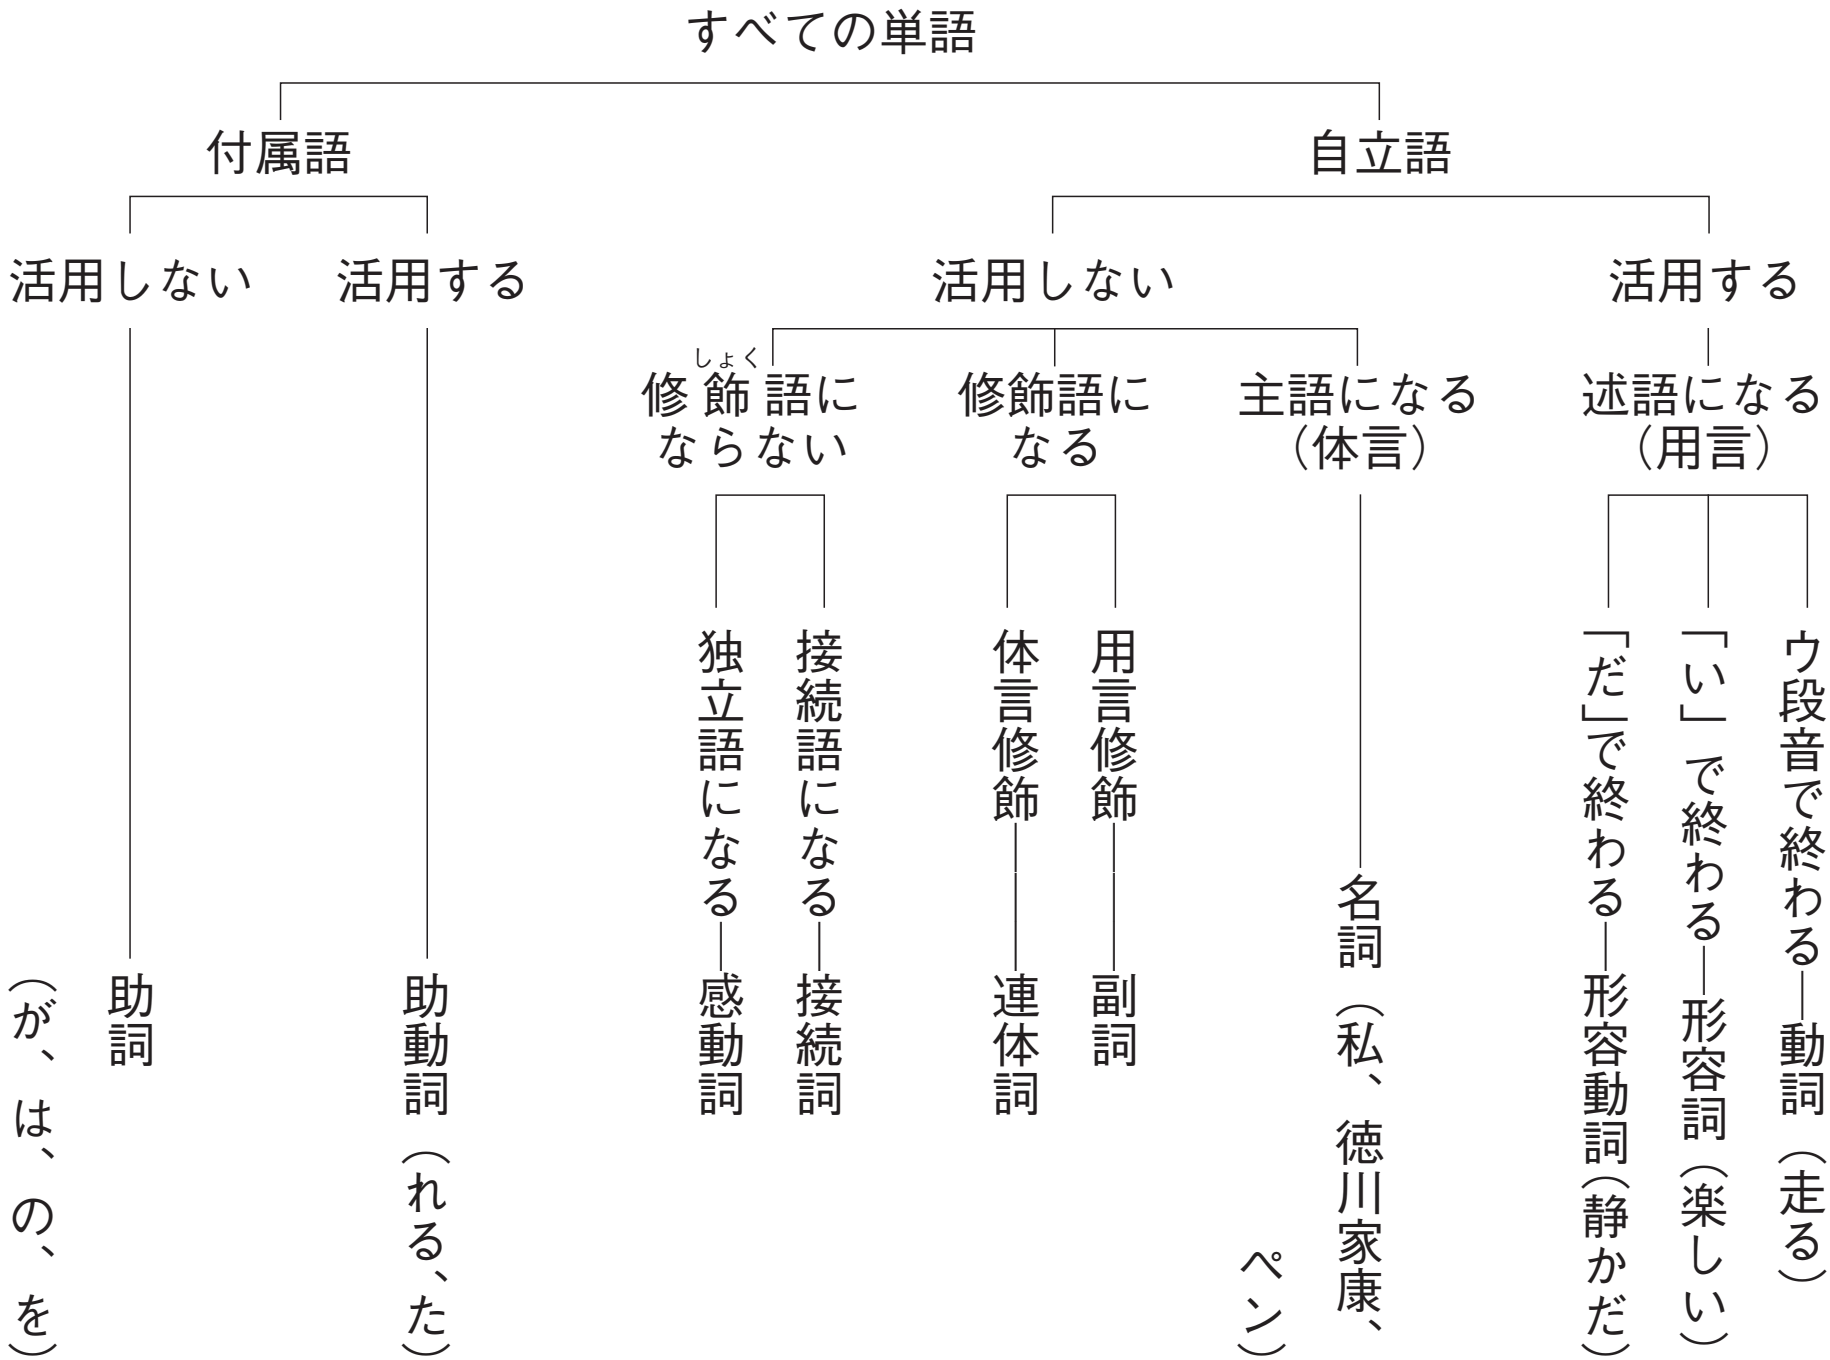 すべての単語
自立語
付属語
活用する
活用しない
活用する
活用しない
述語になる
(用言)
主語になる
(体言)
修飾語に
なる
しょく
修飾語に
ならない
ウ段音で終わる―動詞(走る)
「い」で終わる―形容詞(楽しい)
「だ」で終わる―形容動詞(静かだ)
名詞(私、徳川家康、
ペン)
用言修飾――副詞
体言修飾――連体詞
接続語になる―接続詞
独立語になる―感動詞
助動詞(れる、た)
助詞
(が、は、の、を)